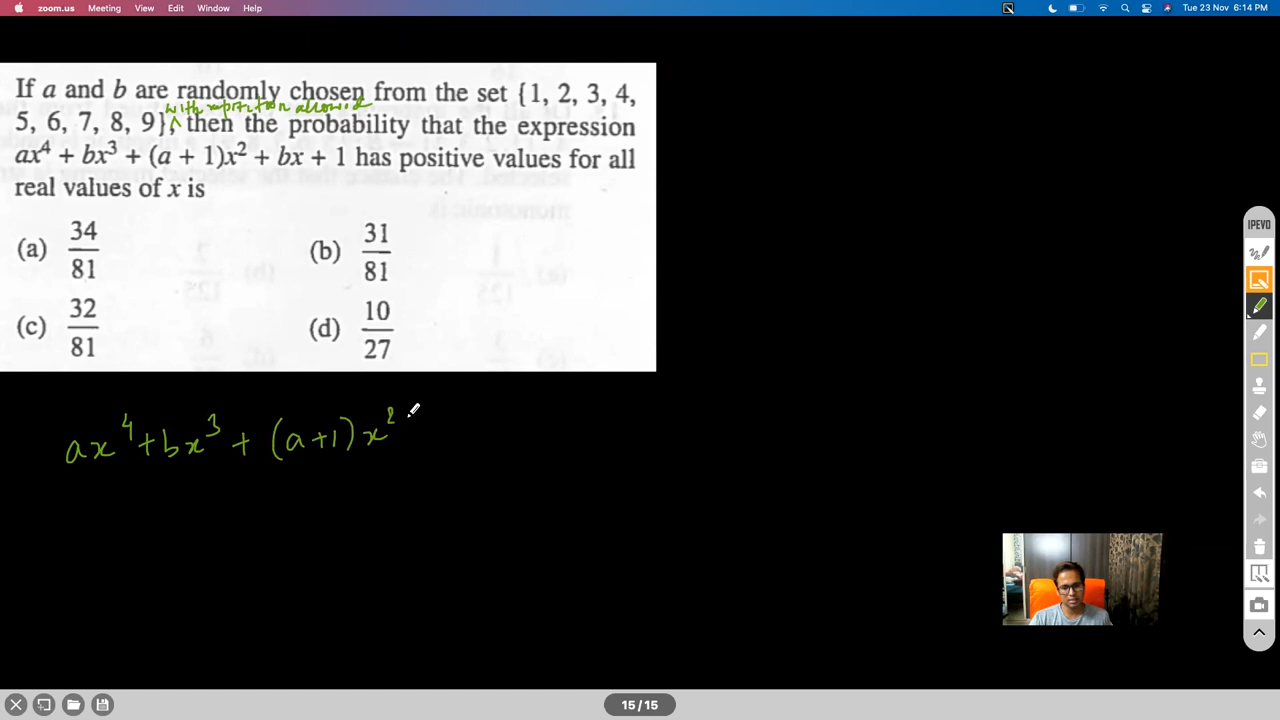 zoom.us Meeting View Edit Window Help
Tue 23 Nov 6:14 PM
If a and b are randomly chosen from the set {1, 2, 3, 4,
with repetition allowed
5, 6, 7, 8, 9}, then the probability that the expression
ax⁴ + bx³ + (a + 1)x² + bx + 1 has positive values for all
real values of x is
(a) 34/81 (b) 31/81
(c) 32/81 (d) 10/27
ax⁴+bx³ + (a+1)x²
IPEVO
15/15